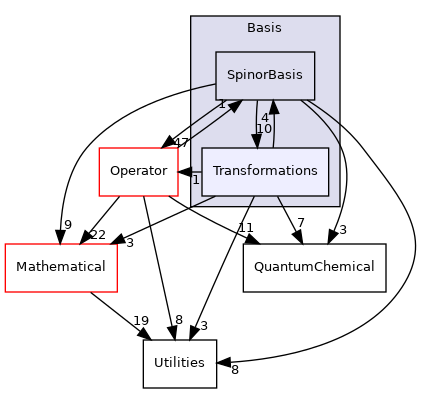 Basis
SpinorBasis
1
4
10
47
Operator
Transformations
1
9
22
3
11
7
3
Mathematical
QuantumChemical
19
8
3
Utilities
8